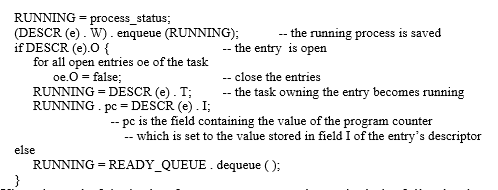 RUNNING = process_status;
(DESCR (e) . W) . enqueue (RUNNING); -- the running process is saved
if DESCR (e).O { -- the entry is open
for all open entries oe of the task
oe.O = false; -- close the entries
RUNNING = DESCR (e) . T; -- the task owning the entry becomes running
RUNNING . pc = DESCR (e) . I;
-- pc is the field containing the value of the program counter
-- which is set to the value stored in field I of the entry's descriptor
else
RUNNING = READY_QUEUE . dequeue ( );
}